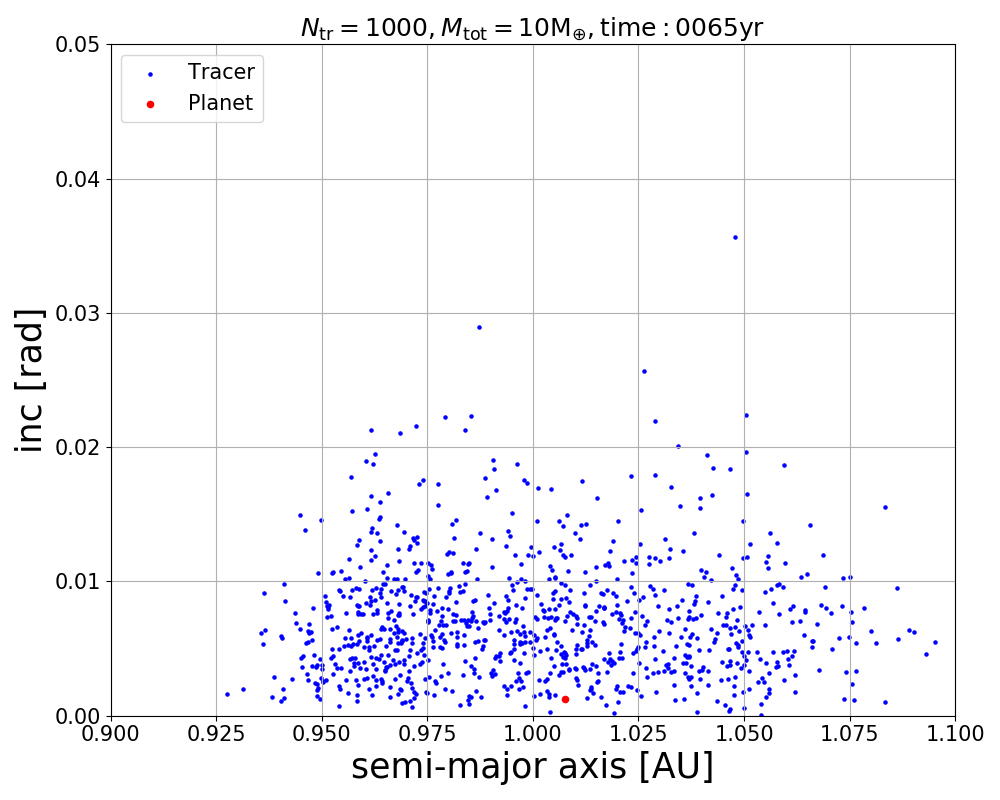 N_tr = 1000, M_tot = 10M_⊕, time : 0065yr
0.05
Tracer
Planet
0.04
0.03
0.02
0.01
0.00
inc [rad]
0.900 0.925 0.950 0.975 1.000 1.025 1.050 1.075 1.100
semi-major axis [AU]